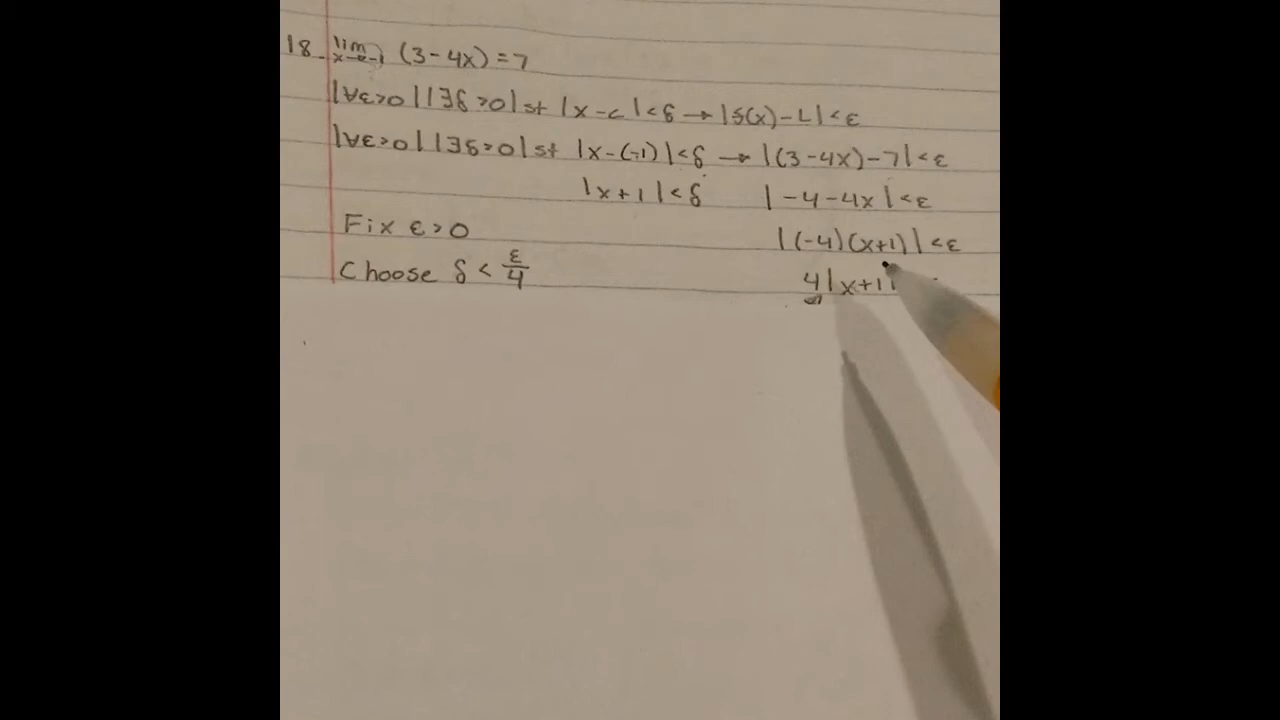 18. lim x→-1 (3-4x)=7
|∀ε>0||∃δ>0|st |x-c|<δ → |f(x)-L|<ε
|∀ε>0||∃δ>0|st |x-(-1)|<δ → |(3-4x)-7|<ε
|x+1|<δ |-4-4x|<ε
Fix ε>0 |(-4)(x+1)|<ε
Choose δ < ε/4 4|x+1|